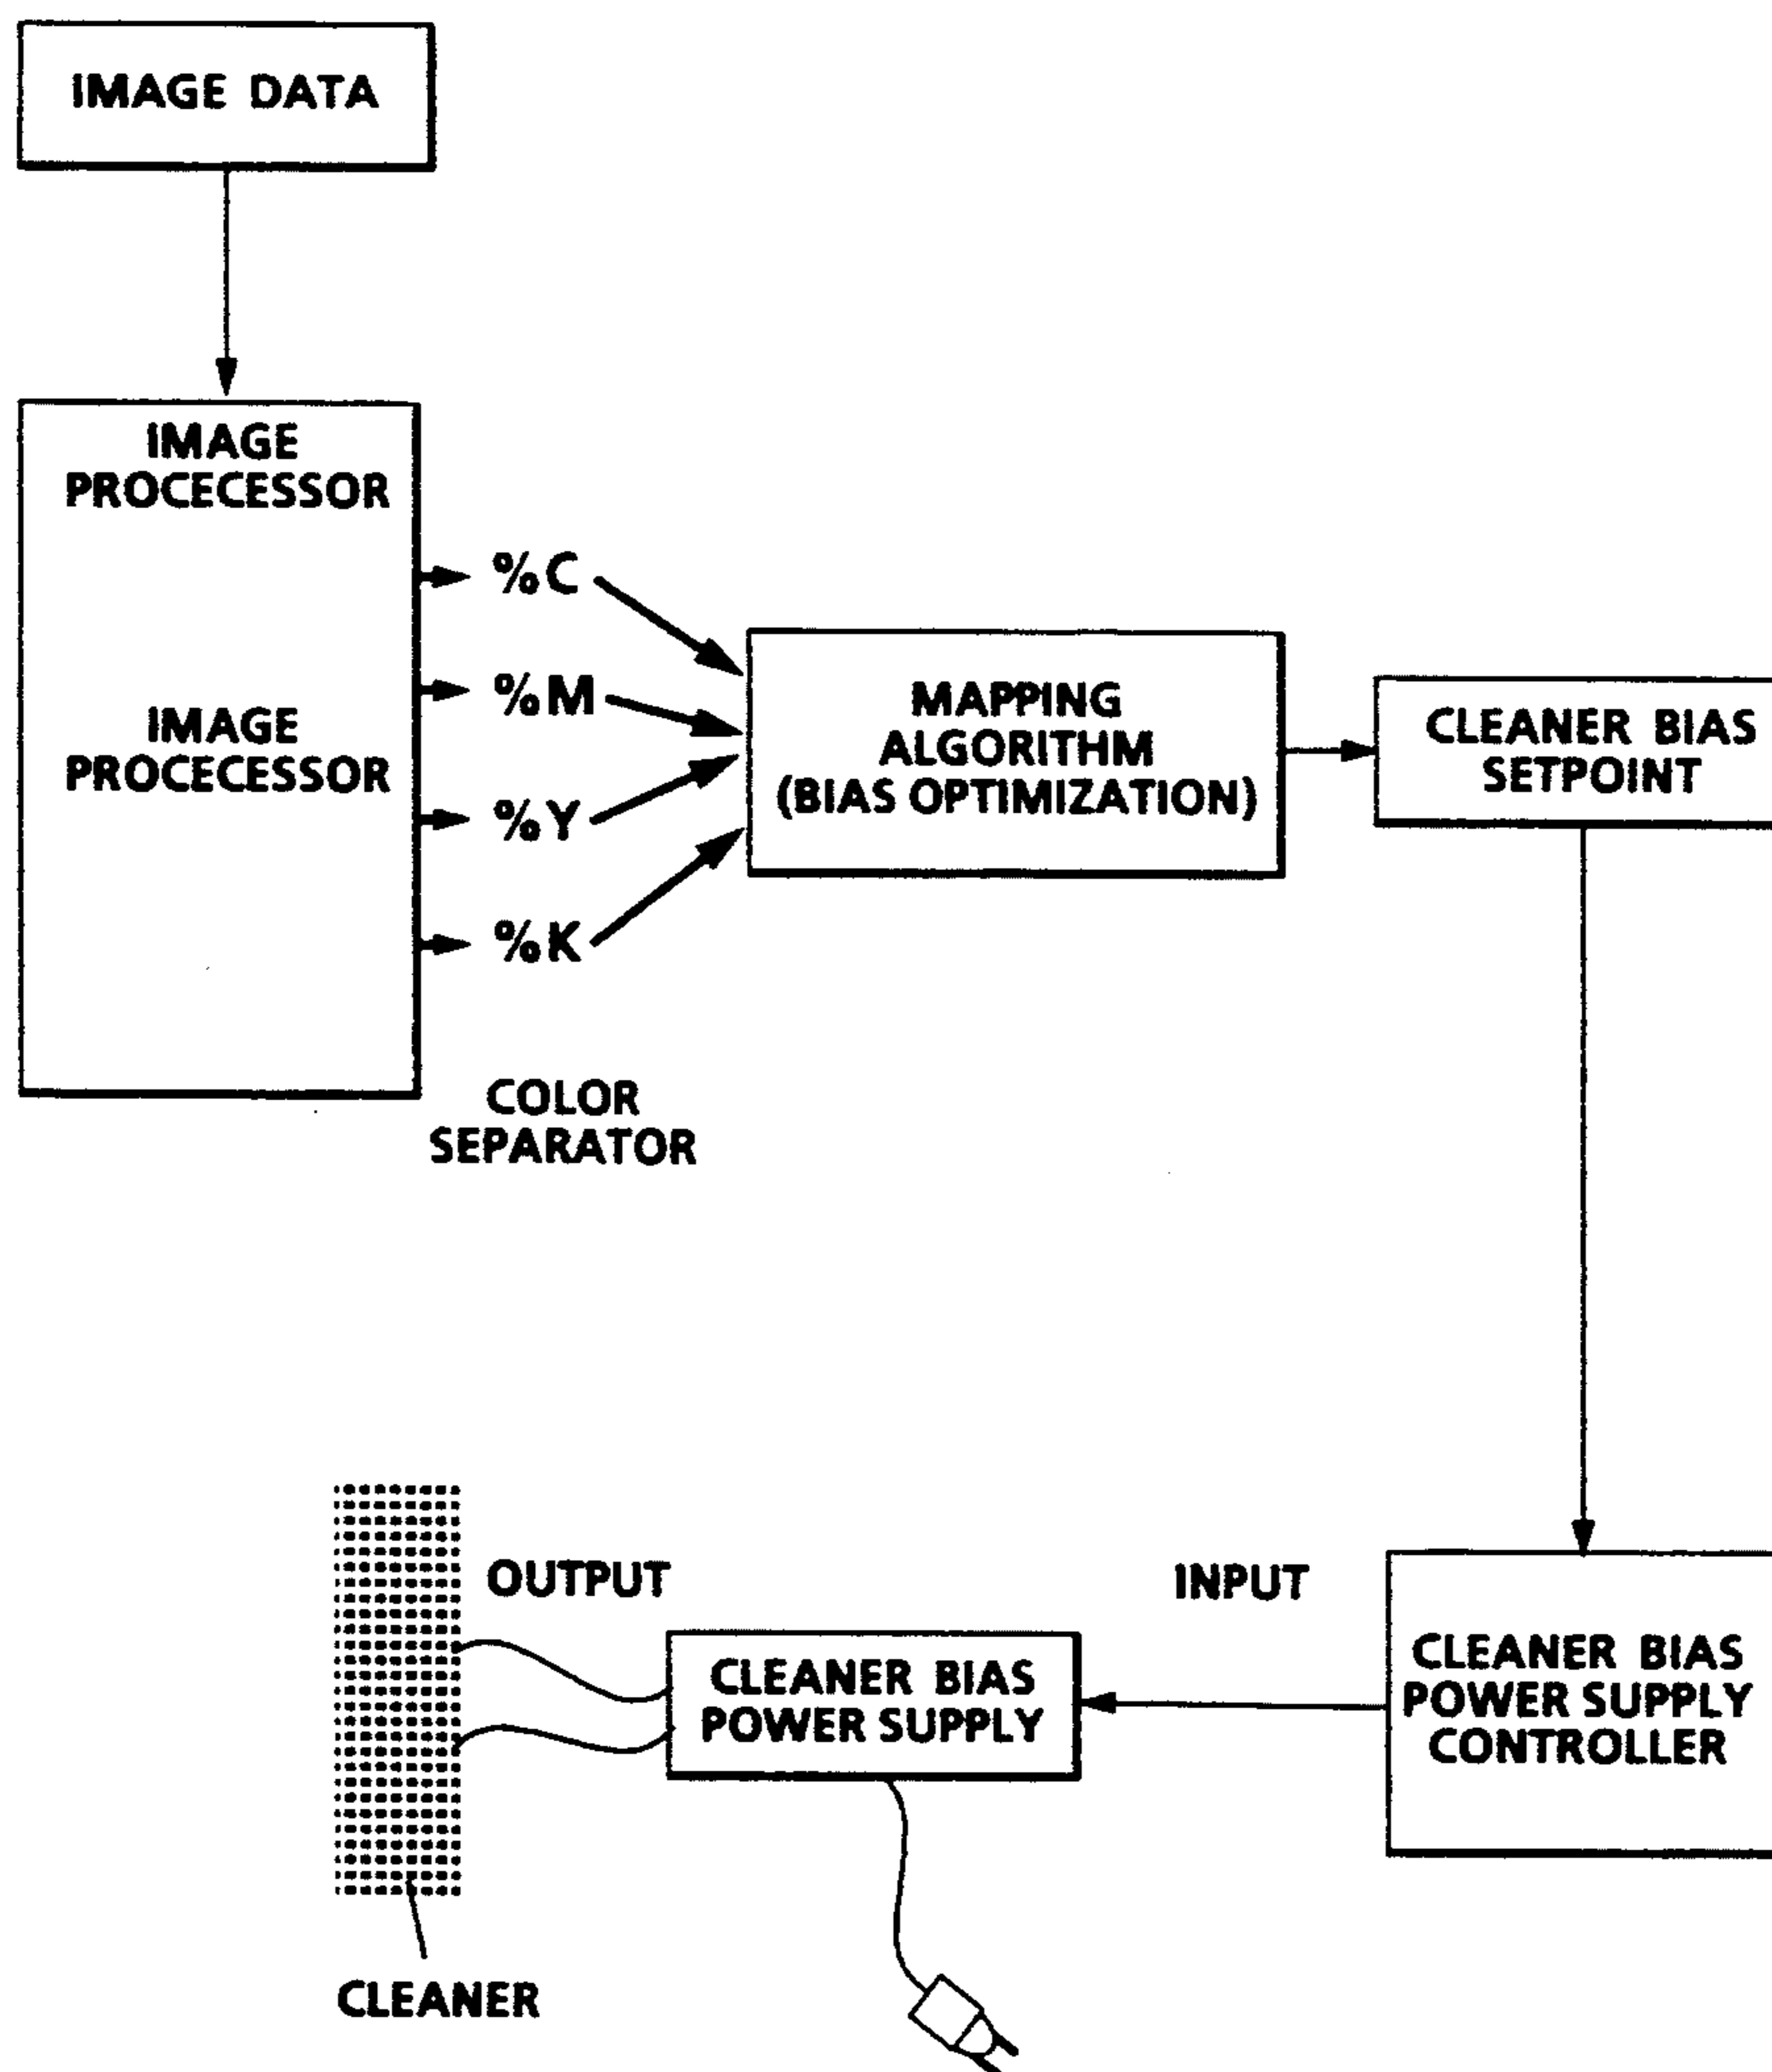 IMAGE DATA
IMAGE
PROCECESSOR
IMAGE
PROCECESSOR
%C
%M
%Y
%K
COLOR
SEPARATOR
MAPPING
ALGORITHM
(BIAS OPTIMIZATION)
CLEANER BIAS
SETPOINT
CLEANER BIAS
POWER SUPPLY
CONTROLLER
INPUT
CLEANER BIAS
POWER SUPPLY
OUTPUT
CLEANER